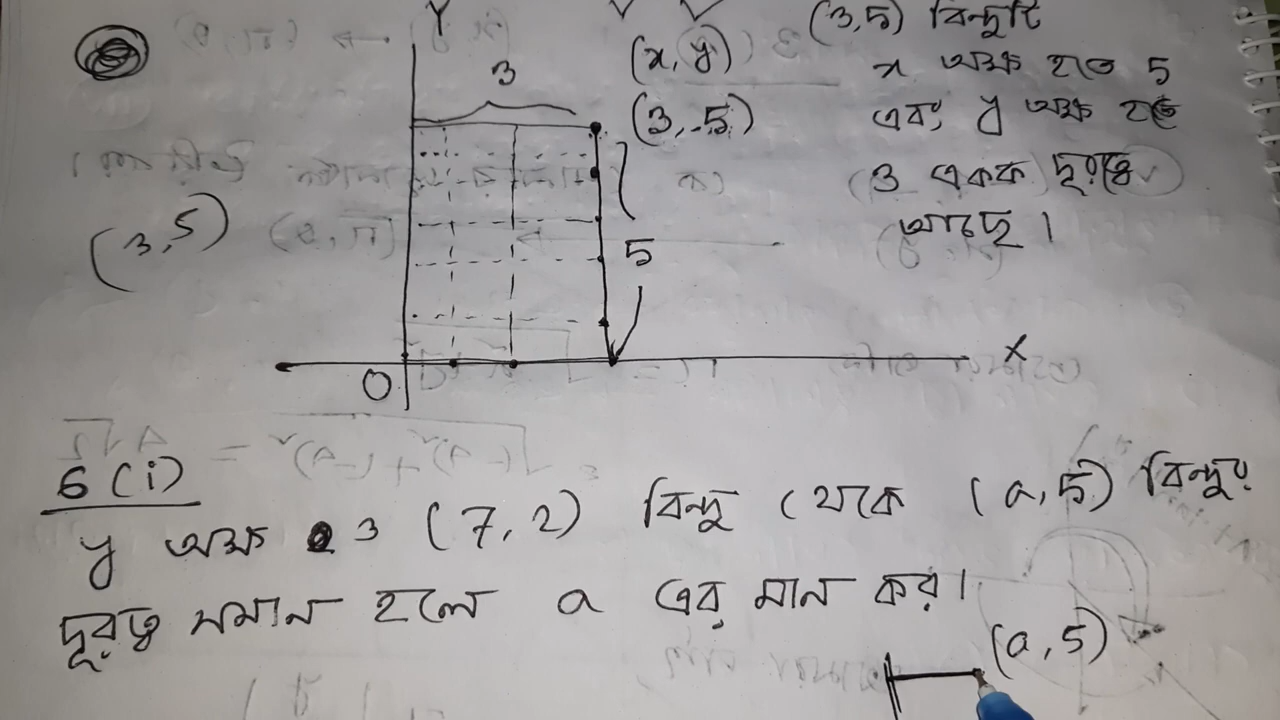 Y
(3,5) বিন্দুটি
(x, y)
x অক্ষ হতে 5
3
(3, 5)
এবং y অক্ষ হতে
3 একক দূরত্বে
আছে।
(3,5)
5
X
O
6 (i)
y অক্ষ ও (7, 2) বিন্দু থেকে (a, 5) বিন্দুর
দূরত্ব সমান হলে a এর মান কর।
(a, 5)